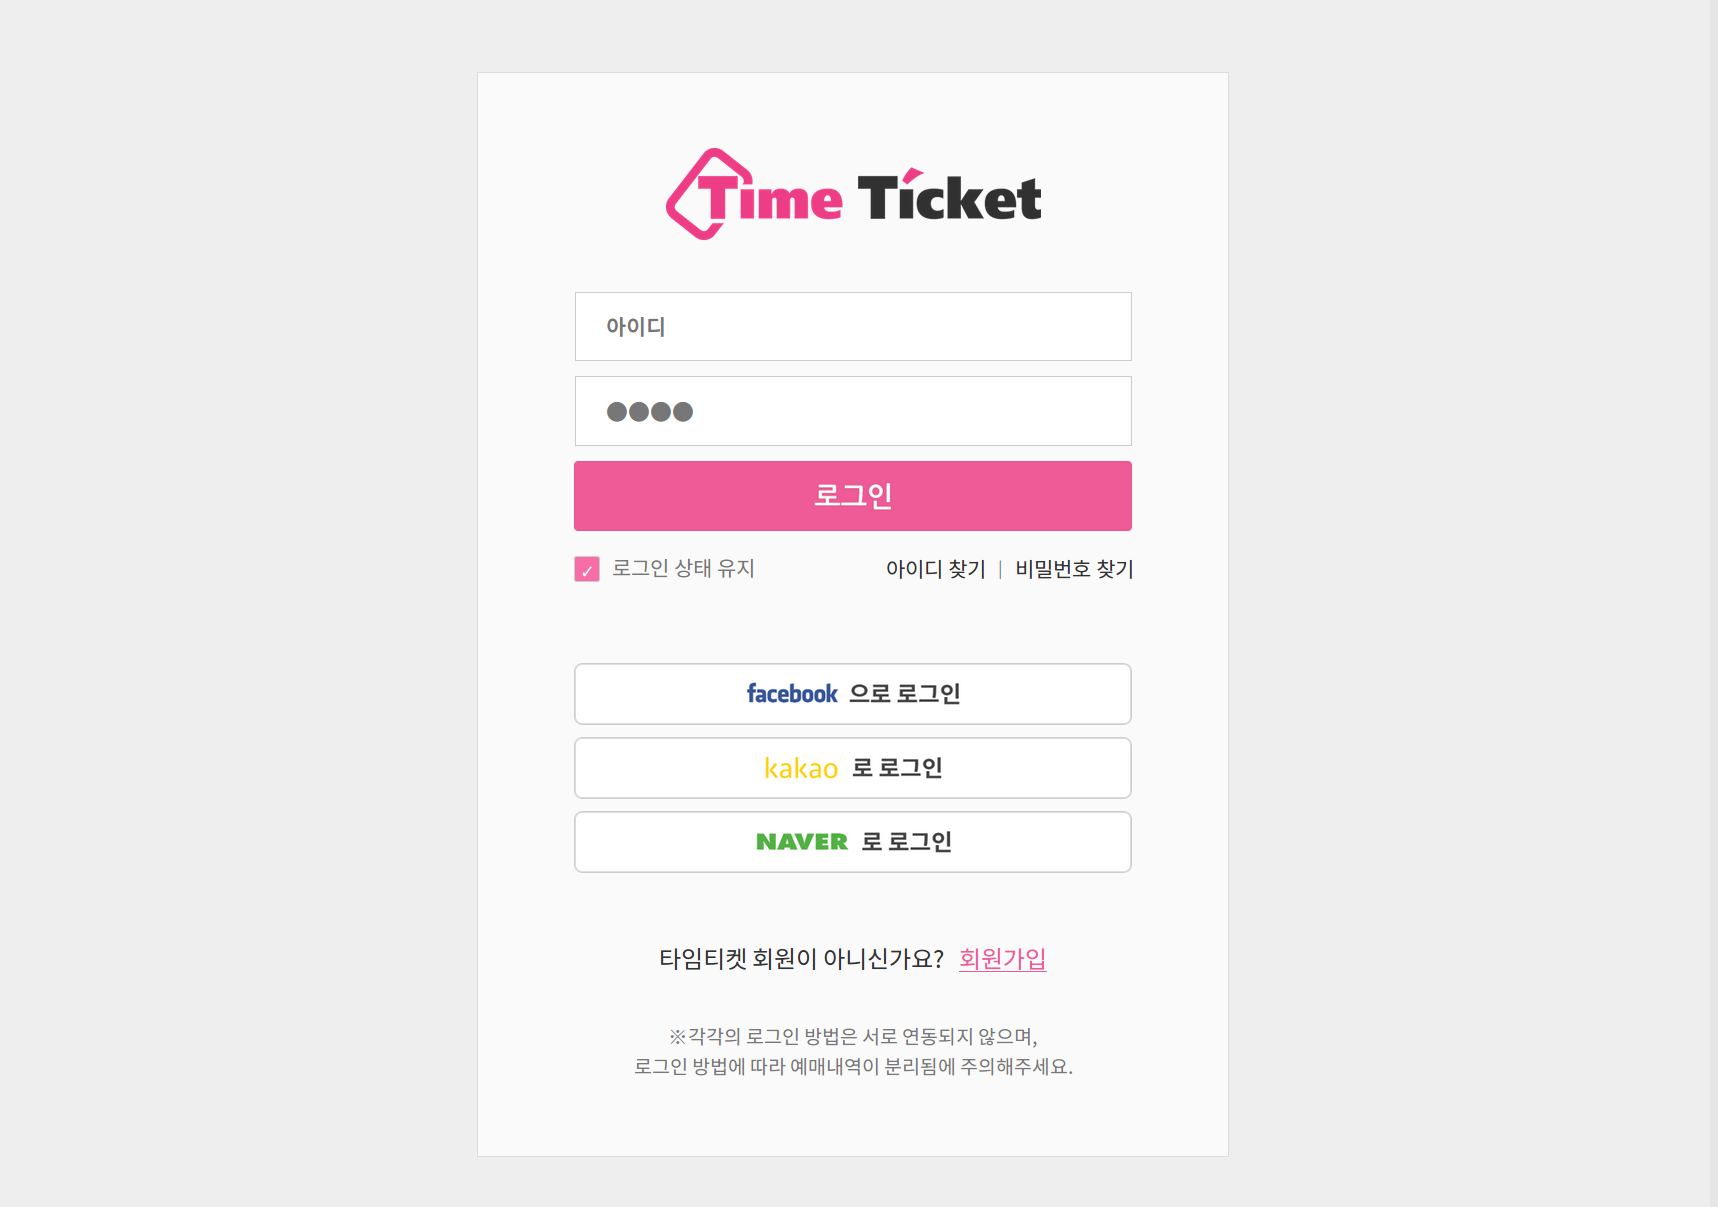 Time Ticket
아이디
●●●●
로그인
✓ 로그인 상태 유지 아이디 찾기 | 비밀번호 찾기
facebook 으로 로그인
kakao 로 로그인
NAVER 로 로그인
타임티켓 회원이 아니신가요? 회원가입
※각각의 로그인 방법은 서로 연동되지 않으며,
로그인 방법에 따라 예매내역이 분리됨에 주의해주세요.